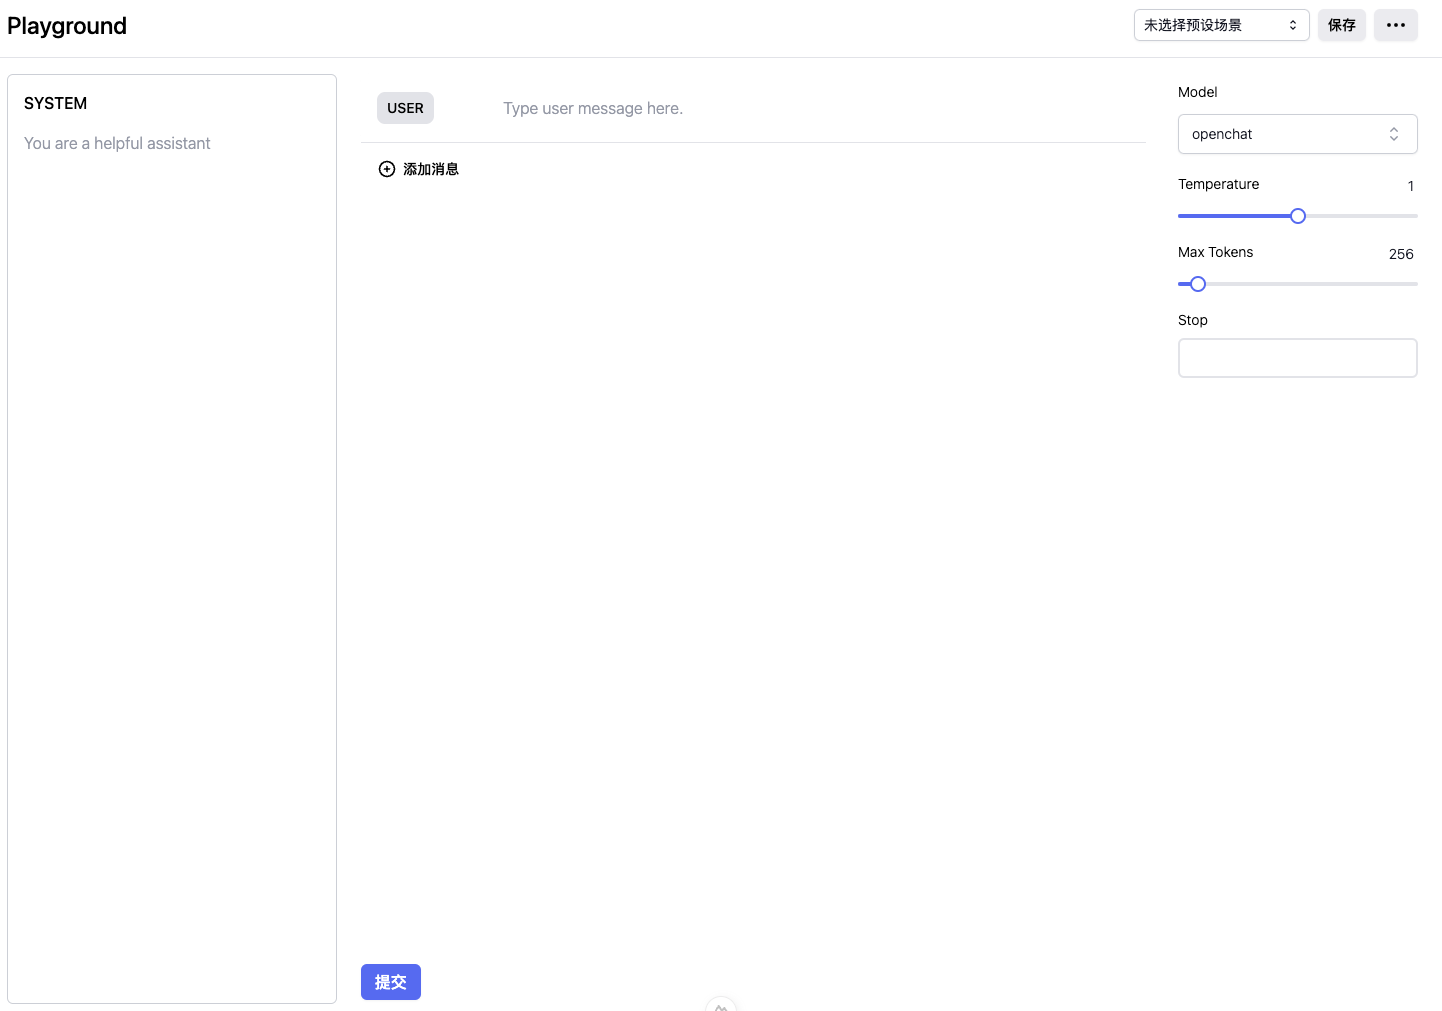 Playground
未选择预设场景
保存
SYSTEM
You are a helpful assistant
USER
Type user message here.
添加消息
提交
Model
openchat
Temperature
1
Max Tokens
256
Stop